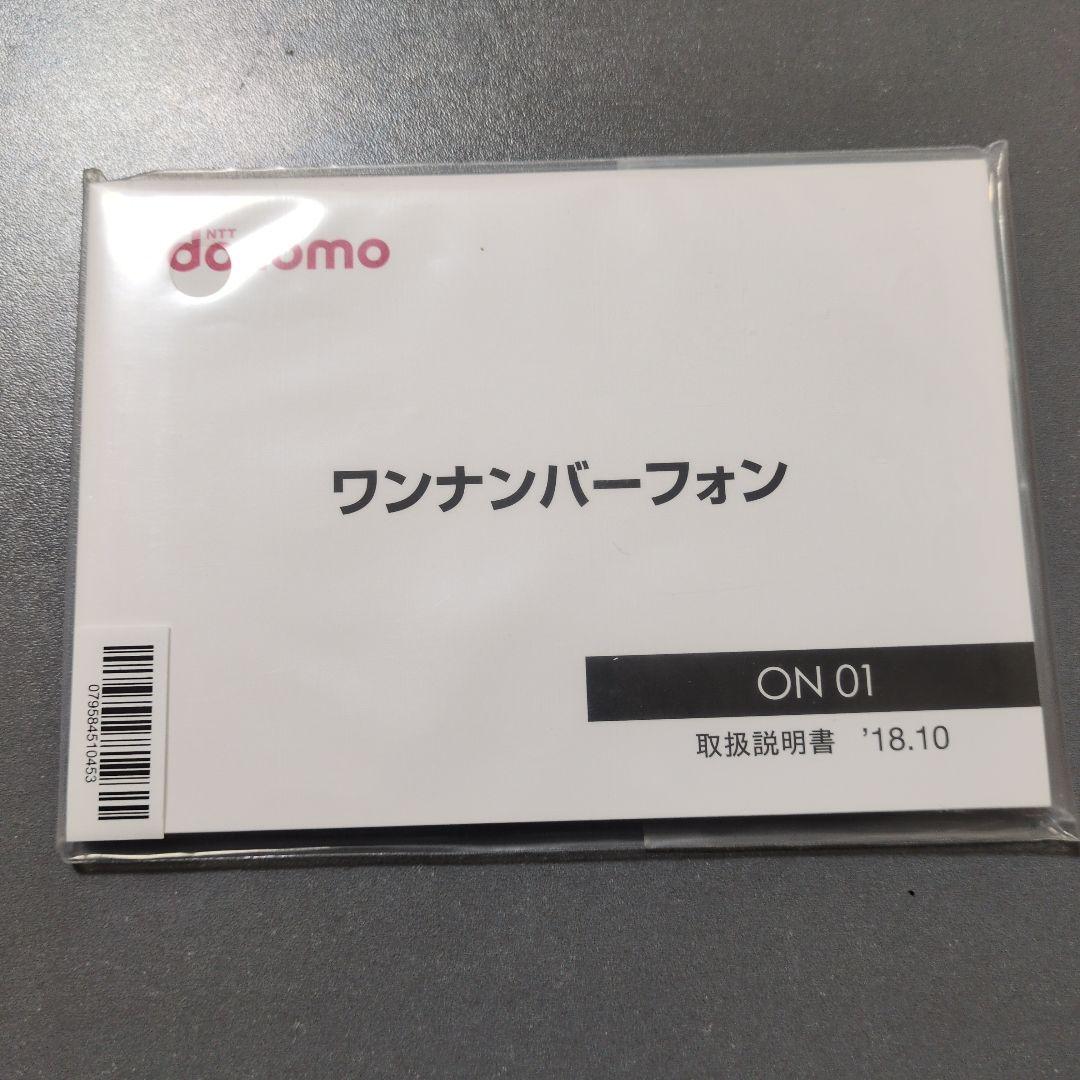 NTT
docomo
ワンナンバーフォン
ON 01
取扱説明書 ’18.10
079584510453